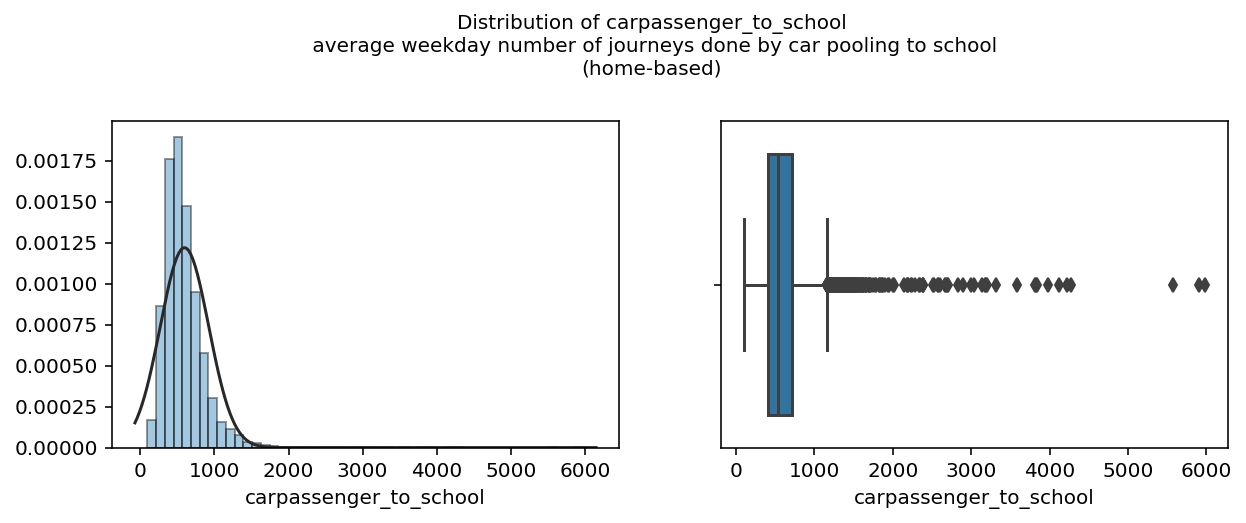 Distribution of carpassenger_to_school
average weekday number of journeys done by car pooling to school
(home-based)
0.00175
0.00150
0.00125
0.00100
0.00075
0.00050
0.00025
0.00000
0 1000 2000 3000 4000 5000 6000
carpassenger_to_school
0 1000 2000 3000 4000 5000 6000
carpassenger_to_school